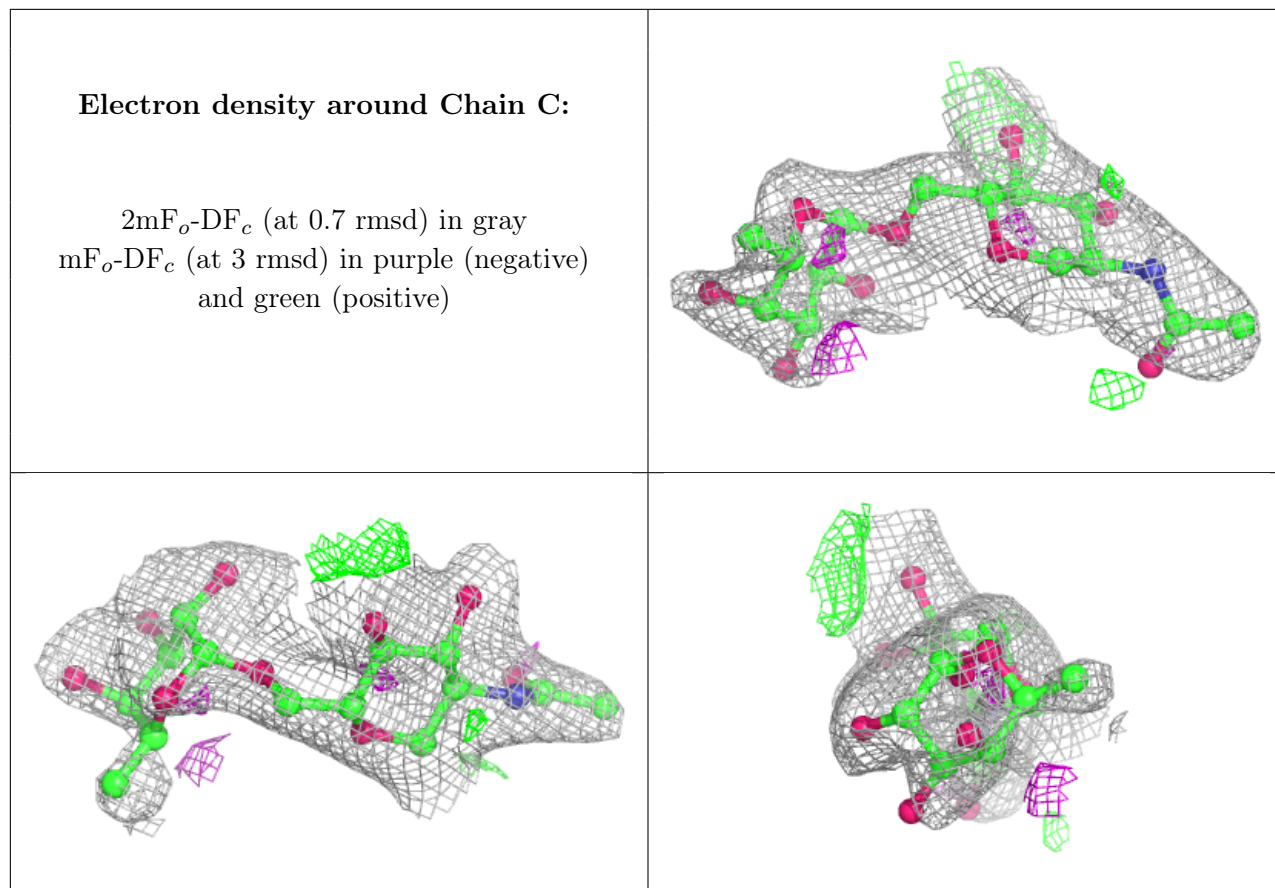 Electron density around Chain C:
2mFₒ-DF𝒸 (at 0.7 rmsd) in gray
mFₒ-DF𝒸 (at 3 rmsd) in purple (negative)
and green (positive)